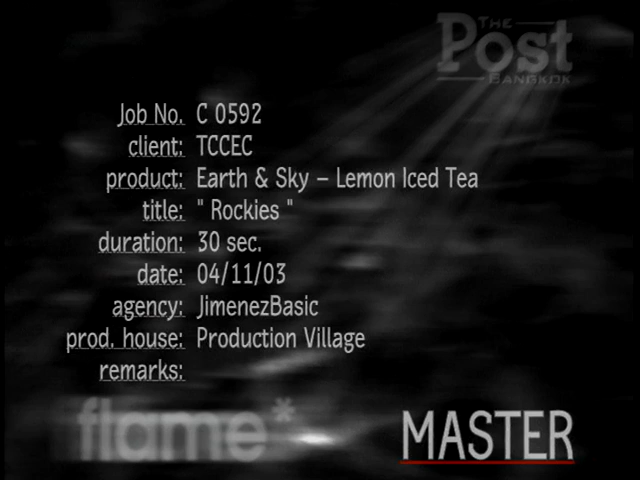 THE
Post
BANGKOK
Job No. C 0592
client: TCCEC
product: Earth & Sky – Lemon Iced Tea
title: " Rockies "
duration: 30 sec.
date: 04/11/03
agency: JimenezBasic
prod. house: Production Village
remarks:
flame*
MASTER